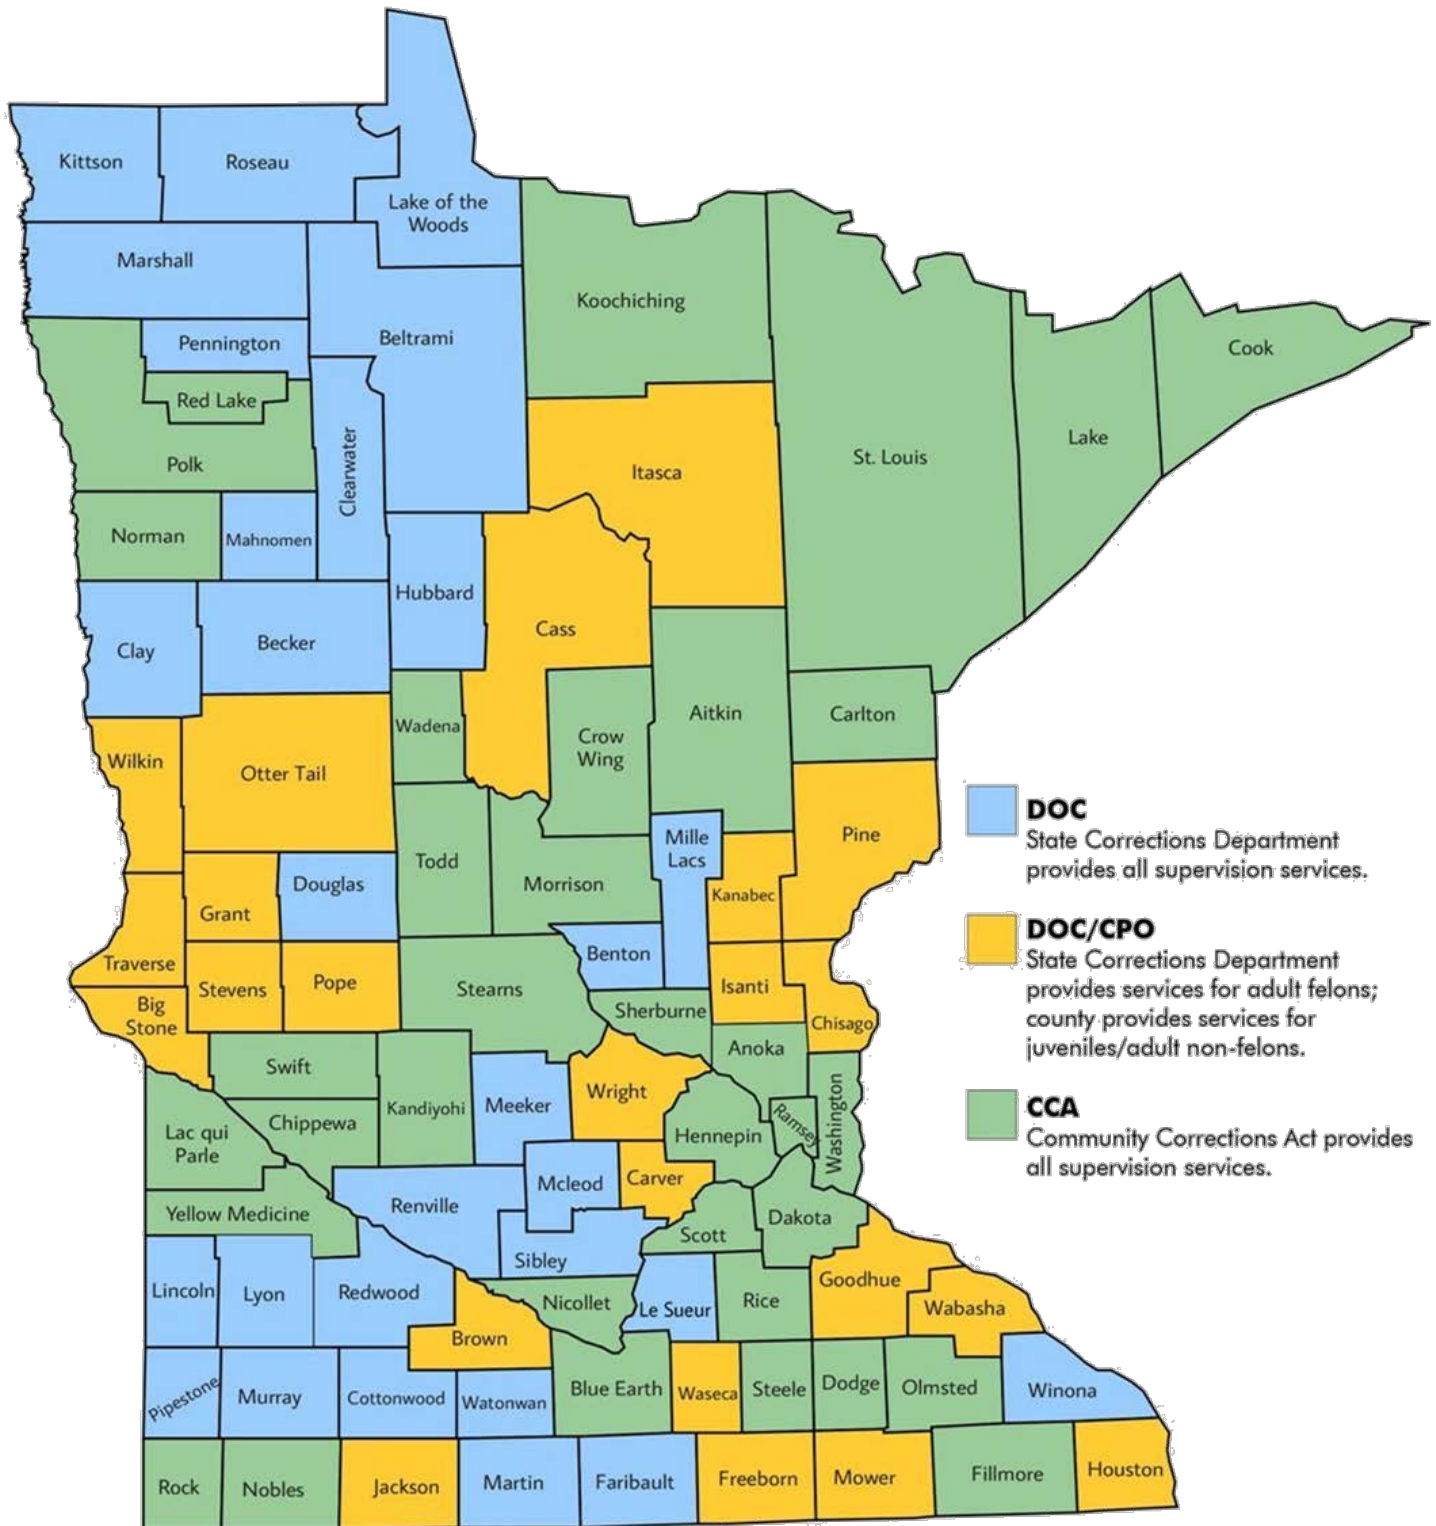 Kittson
Roseau
Lake of the
Woods
Marshall
Koochiching
Pennington
Beltrami
Cook
Red Lake
Lake
Polk
Clearwater
Itasca
St. Louis
Norman
Mahnomen
Hubbard
Cass
Clay
Becker
Wadena
Crow
Wing
Aitkin
Carlton
Wilkin
Otter Tail
Mille
Lacs
Pine
Todd
Morrison
Douglas
Grant
Kanabec
Benton
Traverse
Stevens
Pope
Stearns
Isanti
Big
Stone
Sherburne
Chisago
Anoka
Swift
Wright
Kandiyohi
Meeker
Chippewa
Ramsey
Washington
Hennepin
Lac qui
Parle
Mcleod
Carver
Renville
Yellow Medicine
Dakota
Scott
Sibley
Lincoln
Lyon
Redwood
Nicollet
Le Sueur
Rice
Goodhue
Wabasha
Brown
Pipestone
Murray
Cottonwood
Watonwan
Blue Earth
Waseca
Steele
Dodge
Olmsted
Winona
Rock
Nobles
Jackson
Martin
Faribault
Freeborn
Mower
Fillmore
Houston
DOC
State Corrections Department
provides all supervision services.
DOC/CPO
State Corrections Department
provides services for adult felons;
county provides services for
juveniles/adult non-felons.
CCA
Community Corrections Act provides
all supervision services.